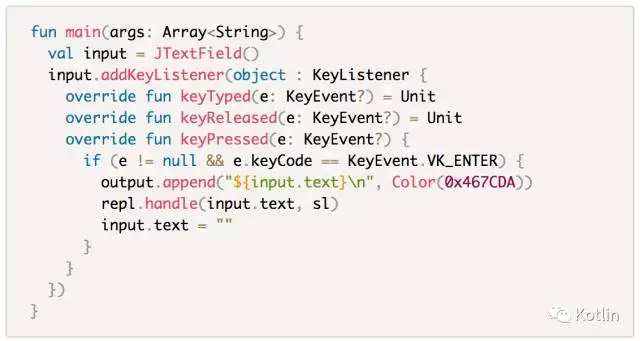 fun main(args: Array<String>) {
  val input = JTextField()
  input.addKeyListener(object : KeyListener {
    override fun keyTyped(e: KeyEvent?) = Unit
    override fun keyReleased(e: KeyEvent?) = Unit
    override fun keyPressed(e: KeyEvent?) {
      if (e != null && e.keyCode == KeyEvent.VK_ENTER) {
        output.append("${input.text}\n", Color(0x467CDA))
        repl.handle(input.text, sl)
        input.text = ""
      }
    }
  })
}
Kotlin